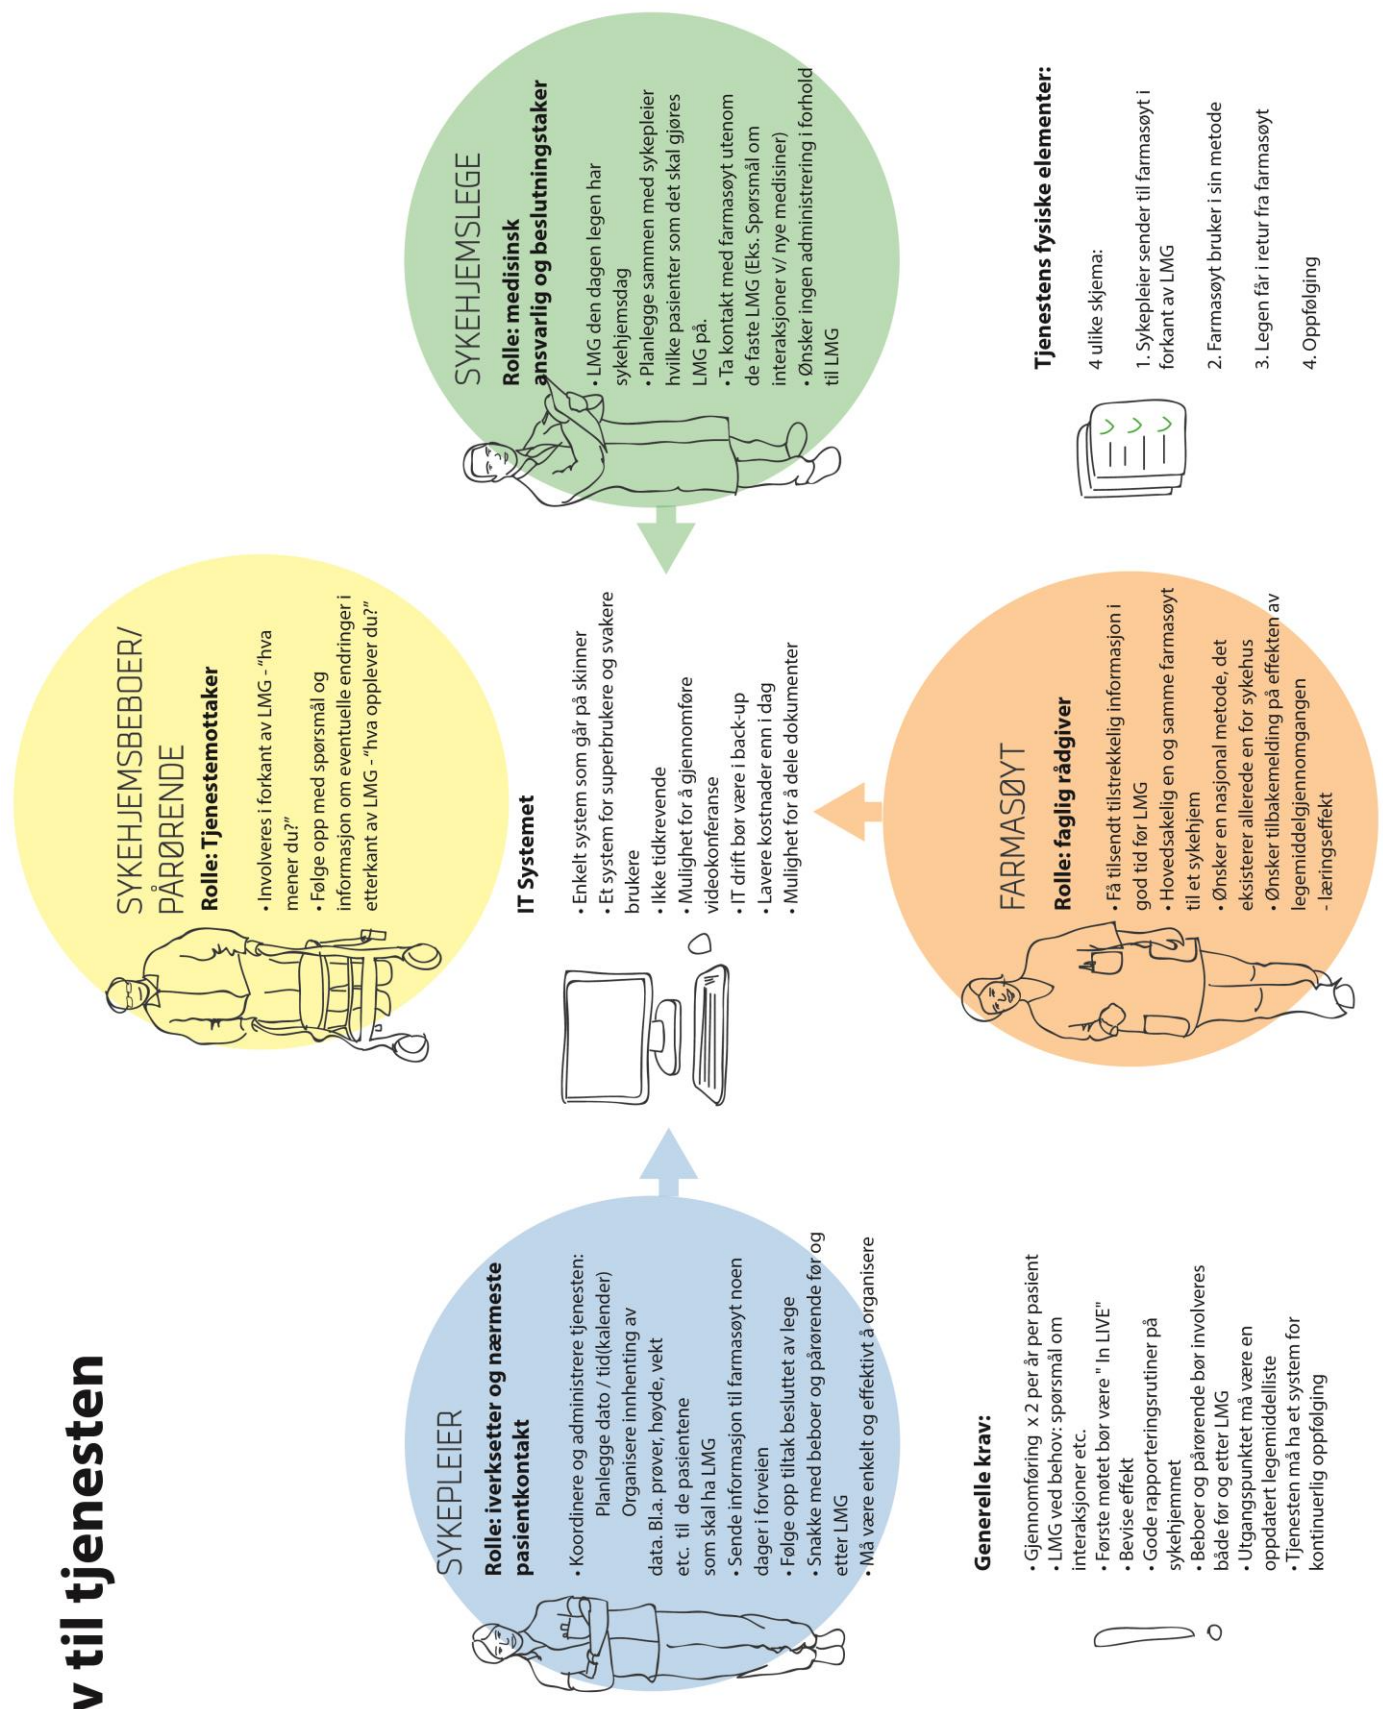 v til tjenesten
SYKEPLEIER
Rolle: iverksetter og nærmeste
pasientkontakt
• Koordinere og administrere tjenesten:
Planlegge dato / tid(kalender)
Organisere innhenting av
data. Bl.a. prøver, høyde, vekt
etc. til de pasientene
som skal ha LMG
• Sende informasjon til farmasøyt noen
dager i forveien
• Følge opp tiltak besluttet av lege
• Snakke med beboer og pårørende før og
etter LMG
• Må være enkelt og effektivt å organisere
SYKEHJEMSBEBOER/
PÅRØRENDE
Rolle: Tjenestemottaker
• Involveres i forkant av LMG - "hva
mener du?"
• Følge opp med spørsmål og
informasjon om eventuelle endringer i
etterkant av LMG - "hva opplever du?"
IT Systemet
• Enkelt system som går på skinner
• Et system for superbrukere og svakere
brukere
• Ikke tidkrevende
• Mulighet for å gjennomføre
videokonferanse
• IT drift bør være i back-up
• Lavere kostnader enn i dag
• Mulighet for å dele dokumenter
SYKEHJEMSLEGE
Rolle: medisinsk
ansvarlig og beslutningstaker
• LMG den dagen legen har
sykehjemsdag
• Planlegge sammen med sykepleier
hvilke pasienter som det skal gjøres
LMG på.
• Ta kontakt med farmasøyt utenom
de faste LMG (Eks. Spørsmål om
interaksjoner v/ nye medisiner)
• Ønsker ingen administrering i forhold
til LMG
Generelle krav:
• Gjennomføring x 2 per år per pasient
• LMG ved behov: spørsmål om
interaksjoner etc.
• Første møtet bør være " In LIVE"
• Bevise effekt
• Gode rapporteringsrutiner på
sykehjemmet
• Beboer og pårørende bør involveres
både før og etter LMG
• Utgangspunktet må være en
oppdatert legemiddelliste
• Tjenesten må ha et system for
kontinuerlig oppfølging
FARMASØYT
Rolle: faglig rådgiver
• Få tilsendt tilstrekkelig informasjon i
god tid før LMG
• Hovedsakelig en og samme farmasøyt
til et sykehjem
• Ønsker en nasjonal metode, det
eksisterer allerede en for sykehus
• Ønsker tilbakemelding på effekten av
legemiddelgjennomgangen
- læringseffekt
Tjenestens fysiske elementer:
4 ulike skjema:
1. Sykepleier sender til farmasøyt i
forkant av LMG
2. Farmasøyt bruker i sin metode
3. Legen får i retur fra farmasøyt
4. Oppfølging